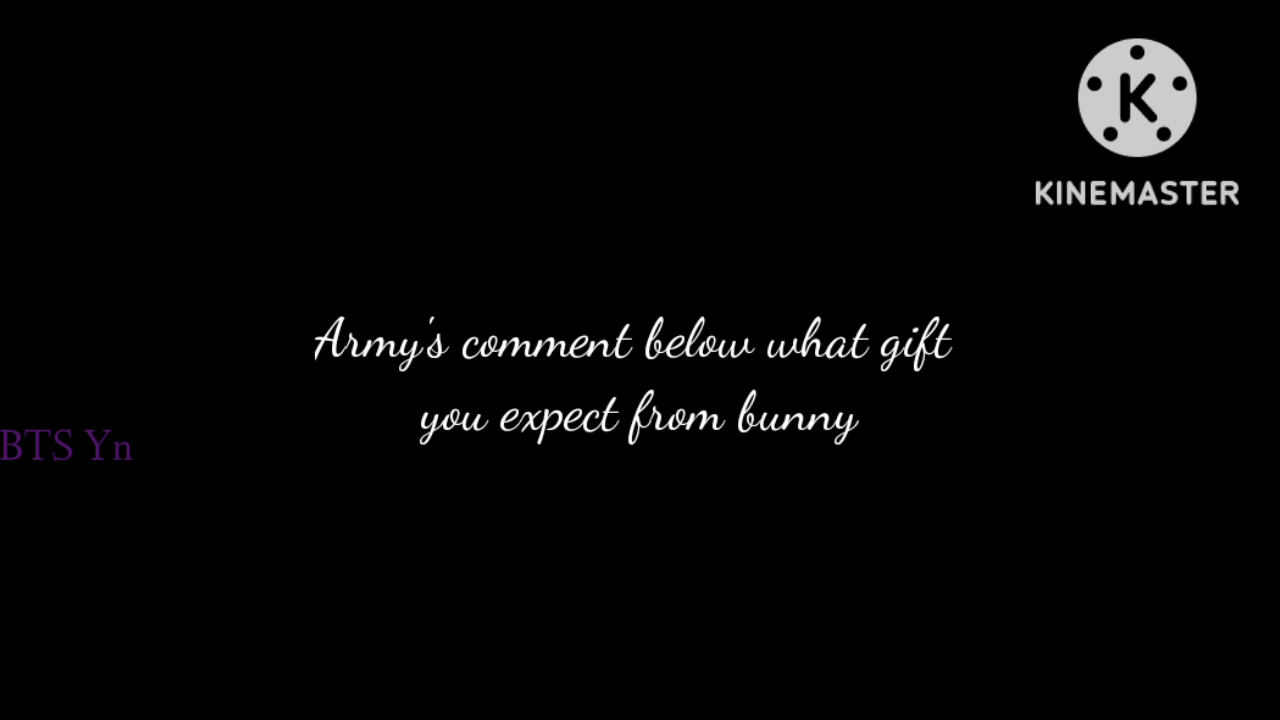 K
KINEMASTER
Army's comment below what gift
you expect from bunny
BTS Yn